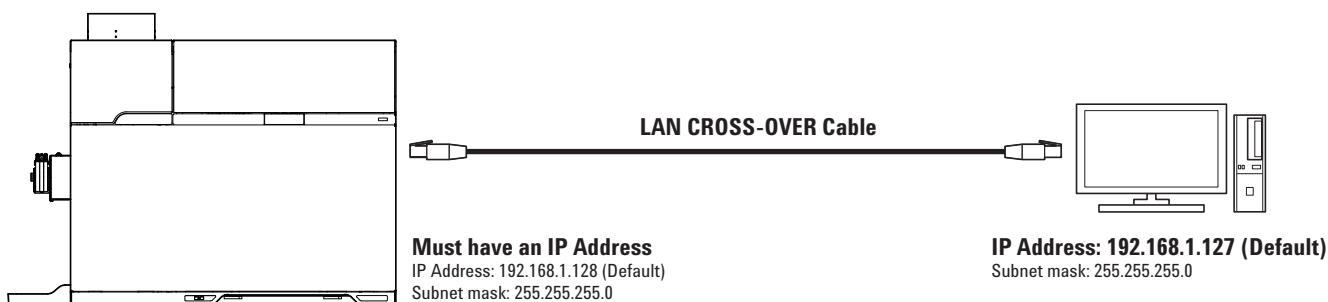 LAN CROSS-OVER Cable
Must have an IP Address
IP Address: 192.168.1.128 (Default)
Subnet mask: 255.255.255.0
IP Address: 192.168.1.127 (Default)
Subnet mask: 255.255.255.0